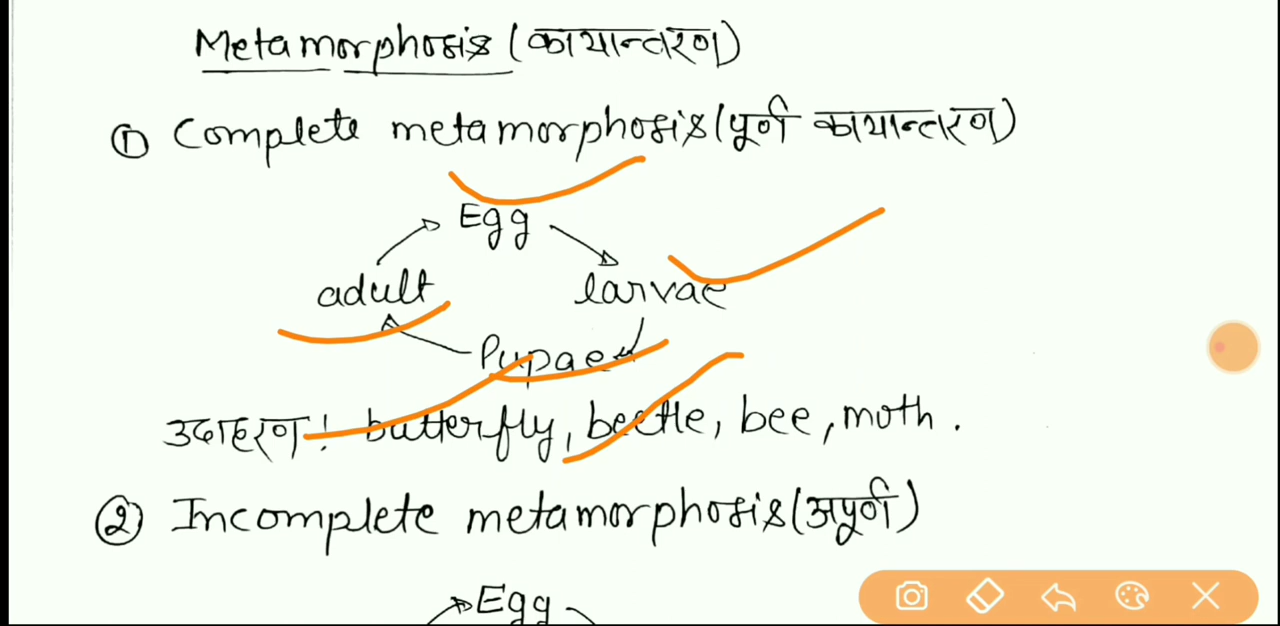 Metamorphosis (कायान्तरण)
① Complete metamorphosis (पूर्ण कायान्तरण)
Egg
adult larvae
Pupae
उदाहरण! butterfly, beetle, bee, moth.
② Incomplete metamorphosis (अपूर्ण)
Egg